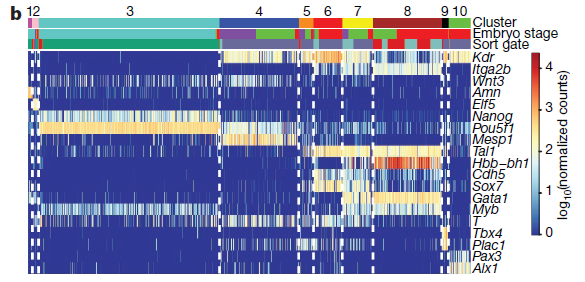 b
12 3 4 5 6 7 8 9 10
Cluster
Embryo stage
Sort gate
Kdr
Itga2b
Wnt3
Amn
Elf5
Nanog
Pou5f1
Mesp1
Tal1
Hbb-bh1
Cdh5
Sox7
Gata1
Myb
T
Tbx4
Plac1
Pax3
Alx1
4
3
2
1
0
log10(normalized counts)